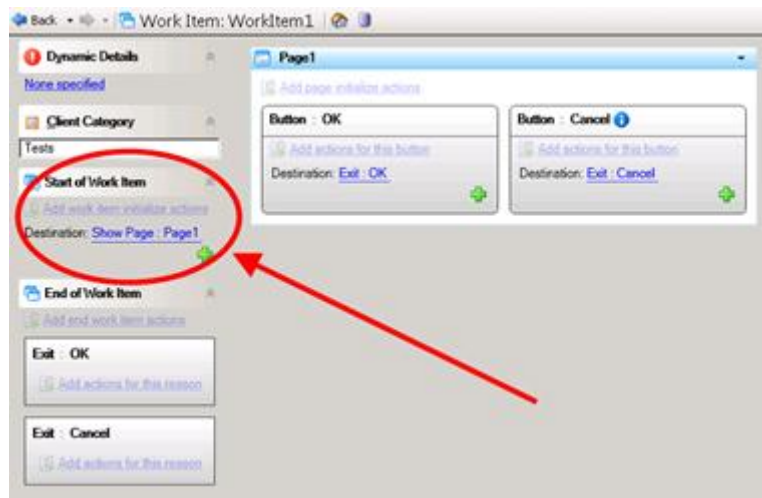 Back
Work Item: WorkItem1
Dynamic Details
None specified
Client Category
Tests
Start of Work Item
Add work item initialize actions
Destination: Show Page : Page1
End of Work Item
Add end work item actions
Exit : OK
Add actions for this reason
Exit : Cancel
Add actions for this reason
Page1
Add page initialize actions
Button : OK
Add actions for this button
Destination: Exit : OK
Button : Cancel
Add actions for this button
Destination: Exit : Cancel